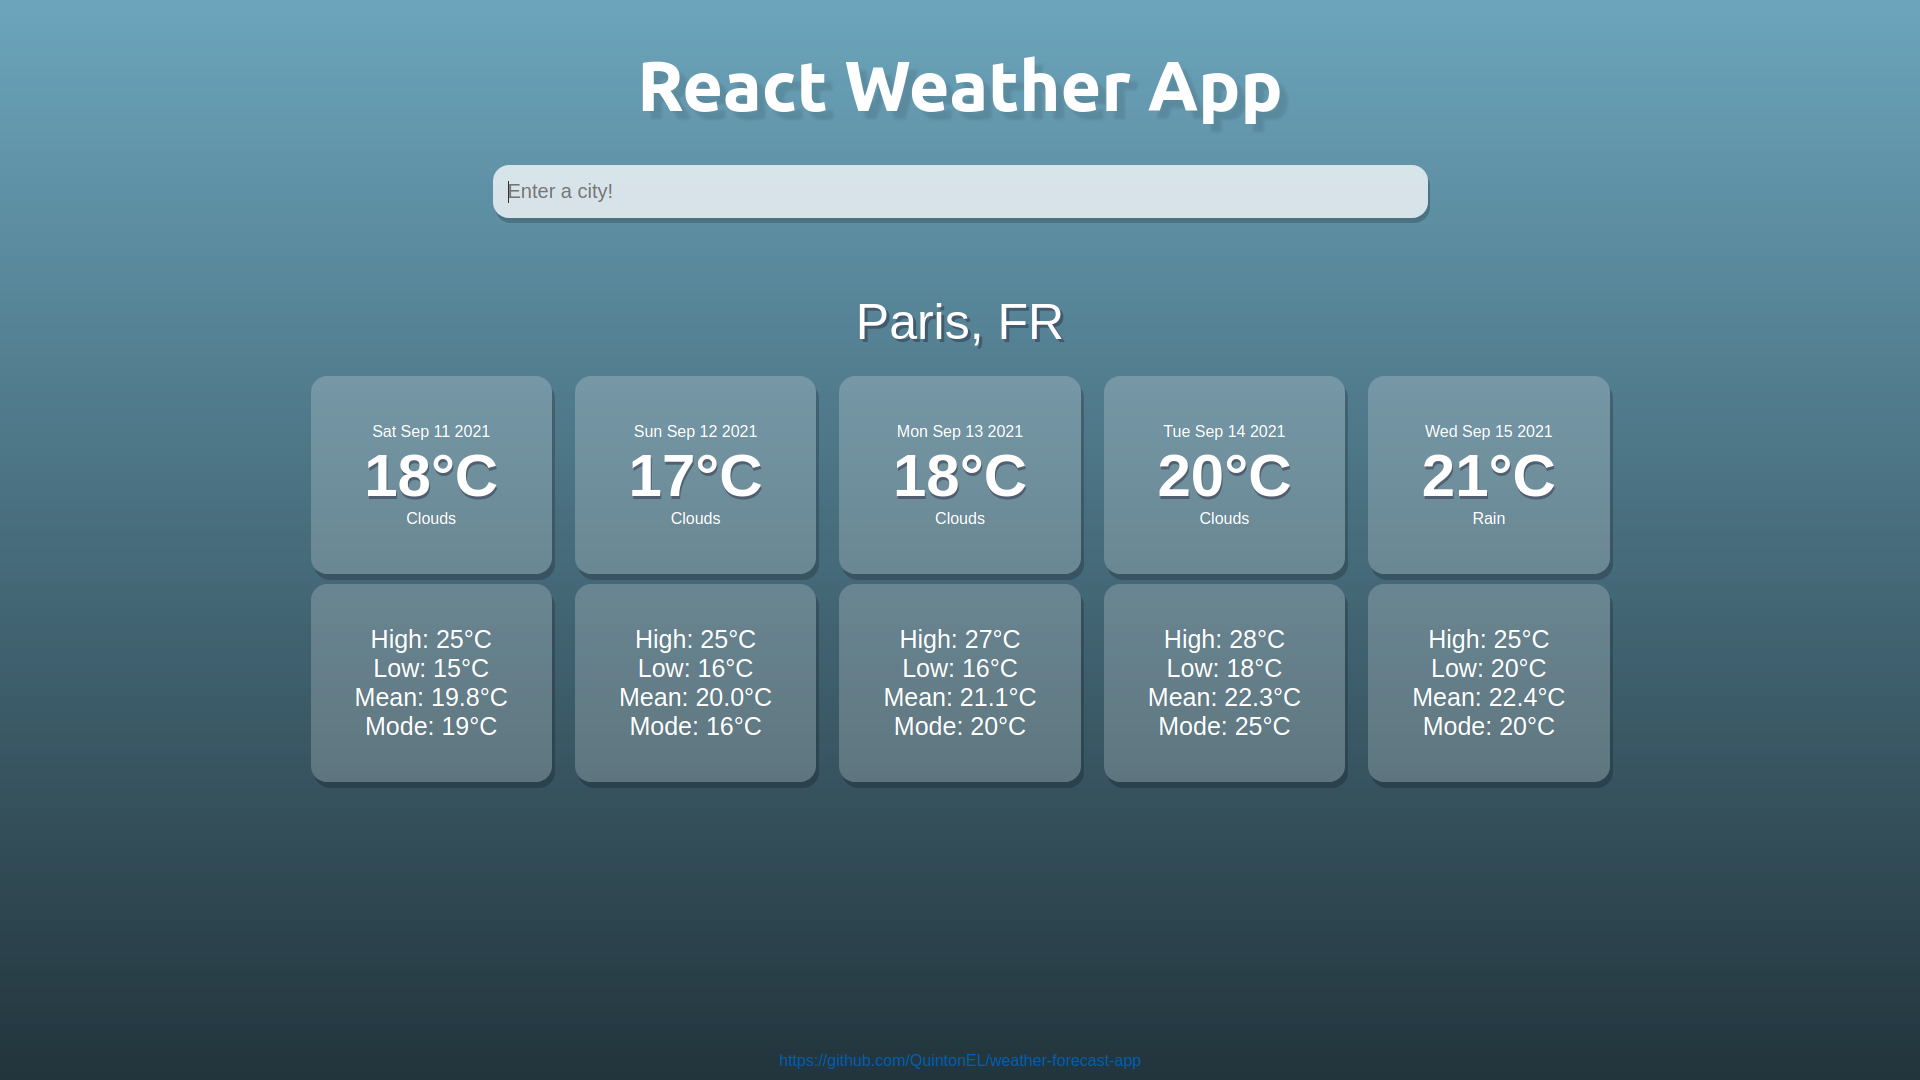 React Weather App
Enter a city!
Paris, FR
Sat Sep 11 2021
18°C
Clouds
Sun Sep 12 2021
17°C
Clouds
Mon Sep 13 2021
18°C
Clouds
Tue Sep 14 2021
20°C
Clouds
Wed Sep 15 2021
21°C
Rain
High: 25°C
Low: 15°C
Mean: 19.8°C
Mode: 19°C
High: 25°C
Low: 16°C
Mean: 20.0°C
Mode: 16°C
High: 27°C
Low: 16°C
Mean: 21.1°C
Mode: 20°C
High: 28°C
Low: 18°C
Mean: 22.3°C
Mode: 25°C
High: 25°C
Low: 20°C
Mean: 22.4°C
Mode: 20°C
https://github.com/QuintonEL/weather-forecast-app